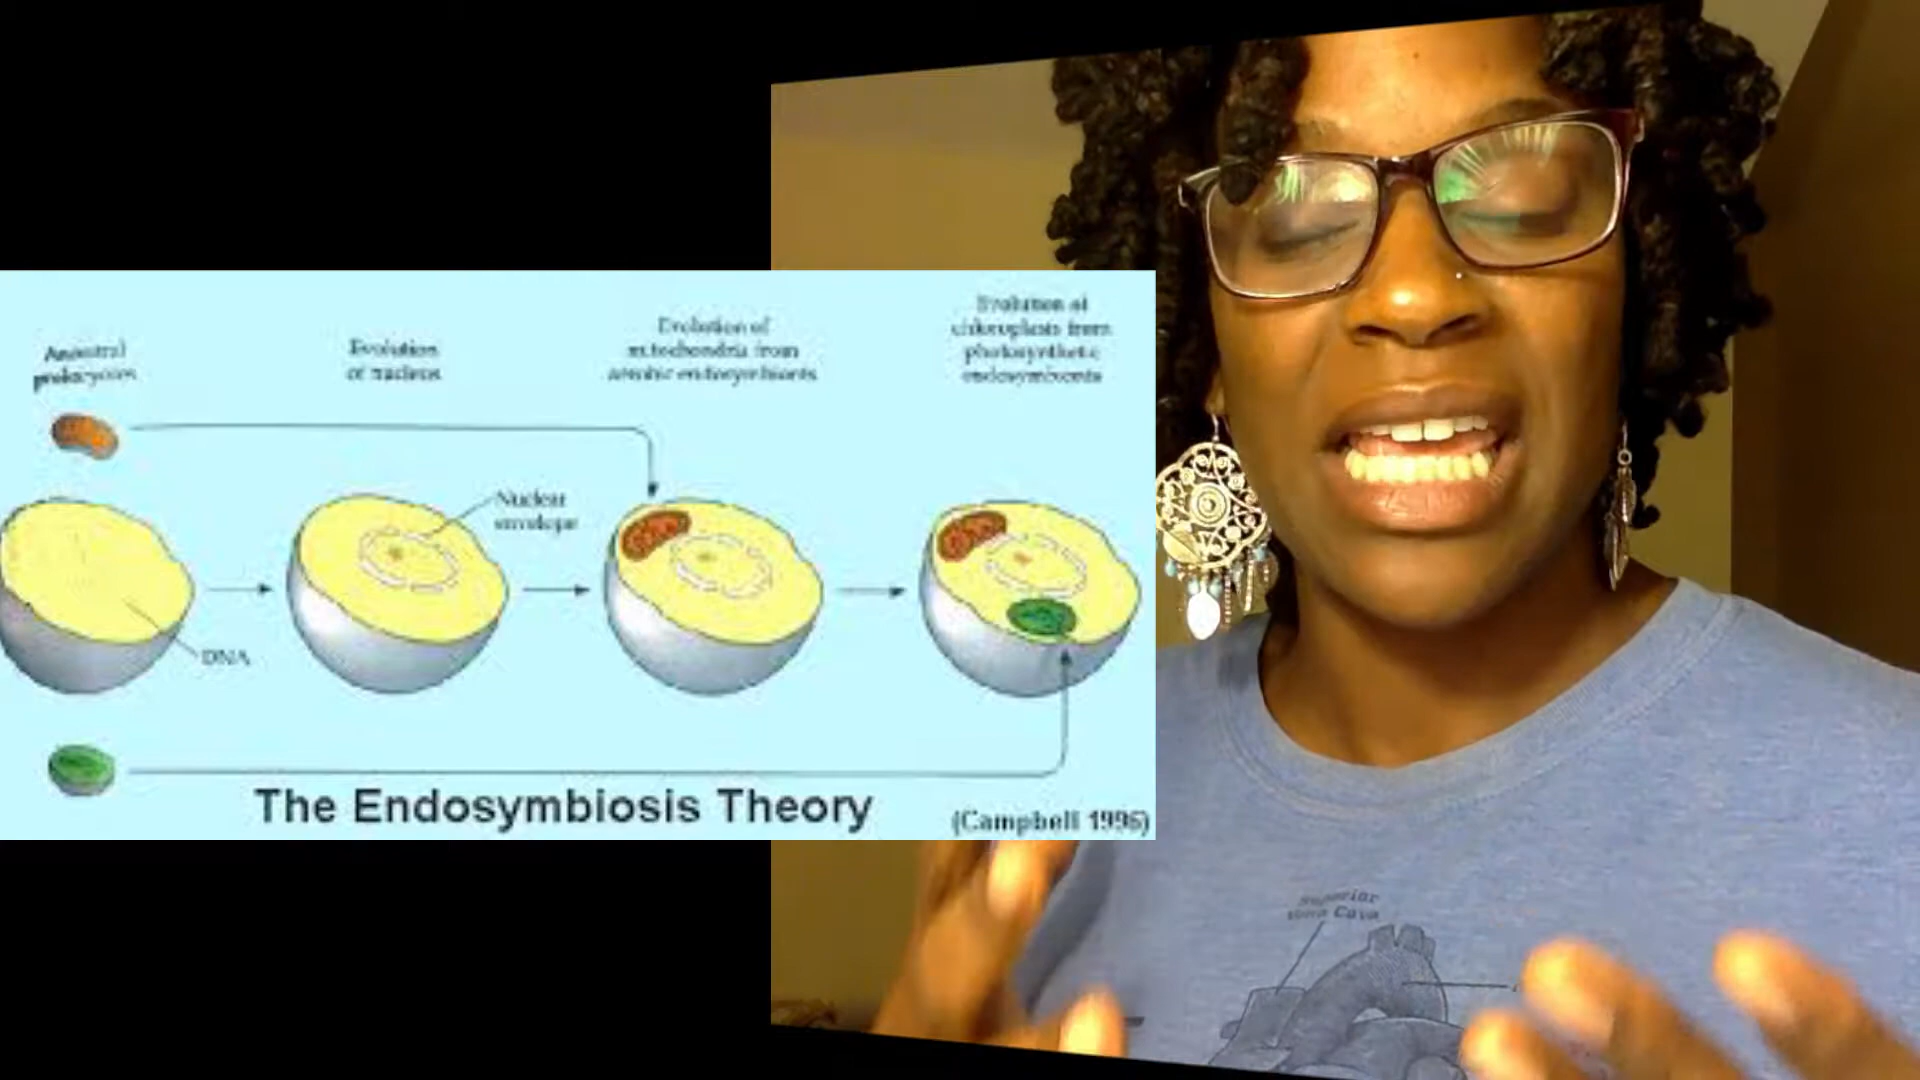 Ancestral
prokaryotes
Evolution
of nucleus
Evolution of
mitochondria from
aerobic endosymbionts
Evolution of
chloroplasts from
photosynthetic
endosymbionts
Nuclear
envelope
DNA
The Endosymbiosis Theory
(Campbell 1996)
Superior
Vena Cava